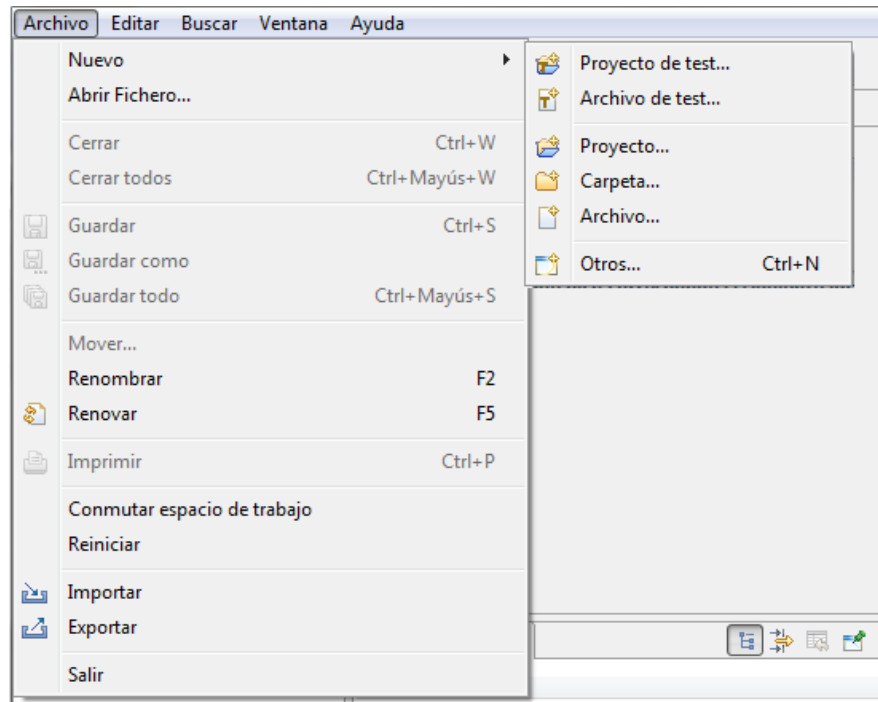 Archivo Editar Buscar Ventana Ayuda
Nuevo
Abrir Fichero...
Cerrar Ctrl+W
Cerrar todos Ctrl+Mayús+W
Guardar Ctrl+S
Guardar como
Guardar todo Ctrl+Mayús+S
Mover...
Renombrar F2
Renovar F5
Imprimir Ctrl+P
Conmutar espacio de trabajo
Reiniciar
Importar
Exportar
Salir
Proyecto de test...
Archivo de test...
Proyecto...
Carpeta...
Archivo...
Otros... Ctrl+N